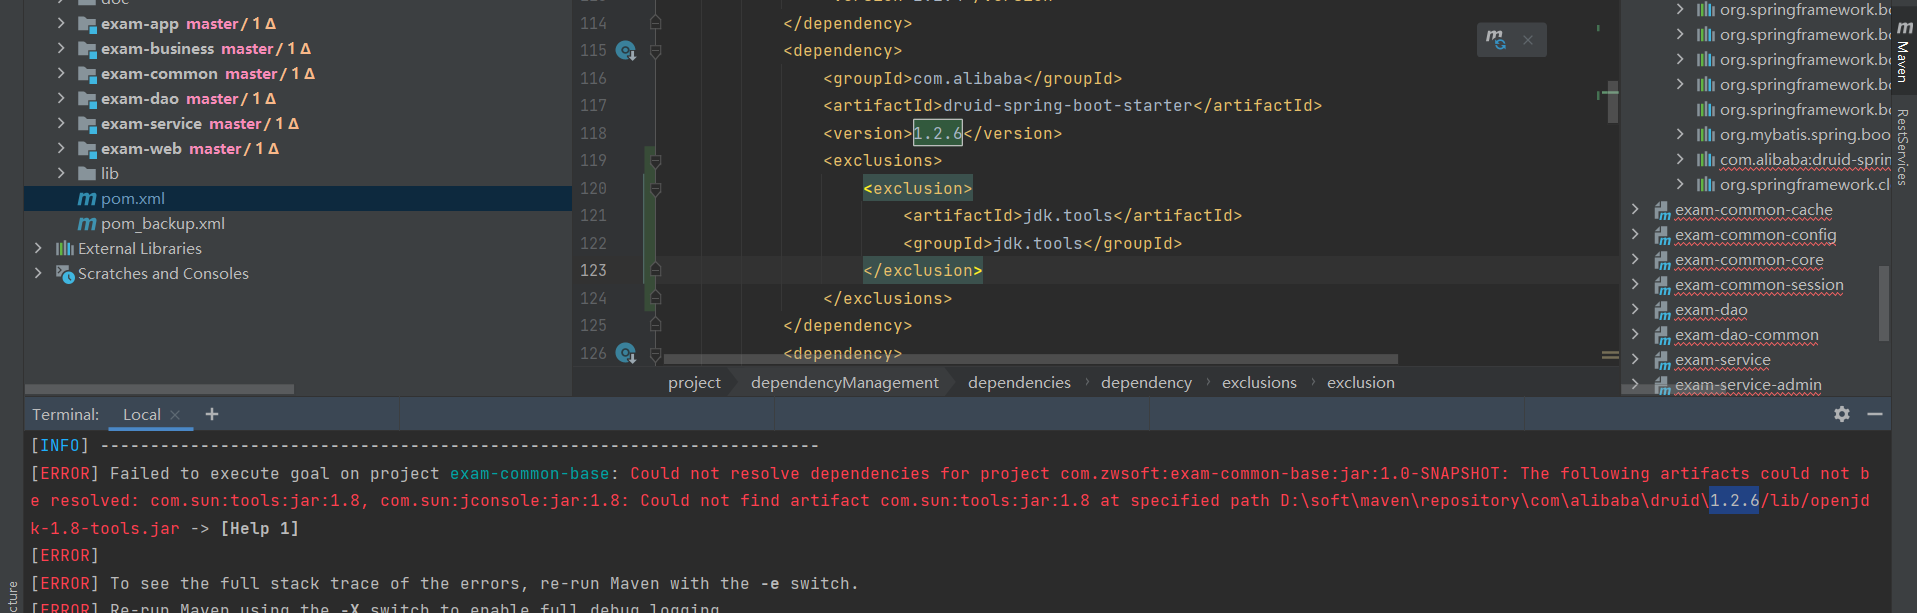 doc
exam-app master / 1 Δ
exam-business master / 1 Δ
exam-common master / 1 Δ
exam-dao master / 1 Δ
exam-service master / 1 Δ
exam-web master / 1 Δ
lib
pom.xml
pom_backup.xml
External Libraries
Scratches and Consoles
114 </dependency>
115 <dependency>
116 <groupId>com.alibaba</groupId>
117 <artifactId>druid-spring-boot-starter</artifactId>
118 <version>1.2.6</version>
119 <exclusions>
120 <exclusion>
121 <artifactId>jdk.tools</artifactId>
122 <groupId>jdk.tools</groupId>
123 </exclusion>
124 </exclusions>
125 </dependency>
126 <dependency>
project dependencyManagement dependencies dependency exclusions exclusion
org.springframework.bo
org.springframework.bo
org.springframework.bo
org.springframework.bo
org.springframework.bo
org.mybatis.spring.boo
com.alibaba:druid-sprin
org.springframework.cl
exam-common-cache
exam-common-config
exam-common-core
exam-common-session
exam-dao
exam-dao-common
exam-service
exam-service-admin
Maven
RestServices
Terminal: Local
[INFO] ------------------------------------------------------------------------
[ERROR] Failed to execute goal on project exam-common-base: Could not resolve dependencies for project com.zwsoft:exam-common-base:jar:1.0-SNAPSHOT: The following artifacts could not b
e resolved: com.sun:tools:jar:1.8, com.sun:jconsole:jar:1.8: Could not find artifact com.sun:tools:jar:1.8 at specified path D:\soft\maven\repository\com\alibaba\druid\1.2.6/lib/openjd
k-1.8-tools.jar -> [Help 1]
[ERROR]
[ERROR] To see the full stack trace of the errors, re-run Maven with the -e switch.
[ERROR] Re-run Maven using the -X switch to enable full debug logging
cture